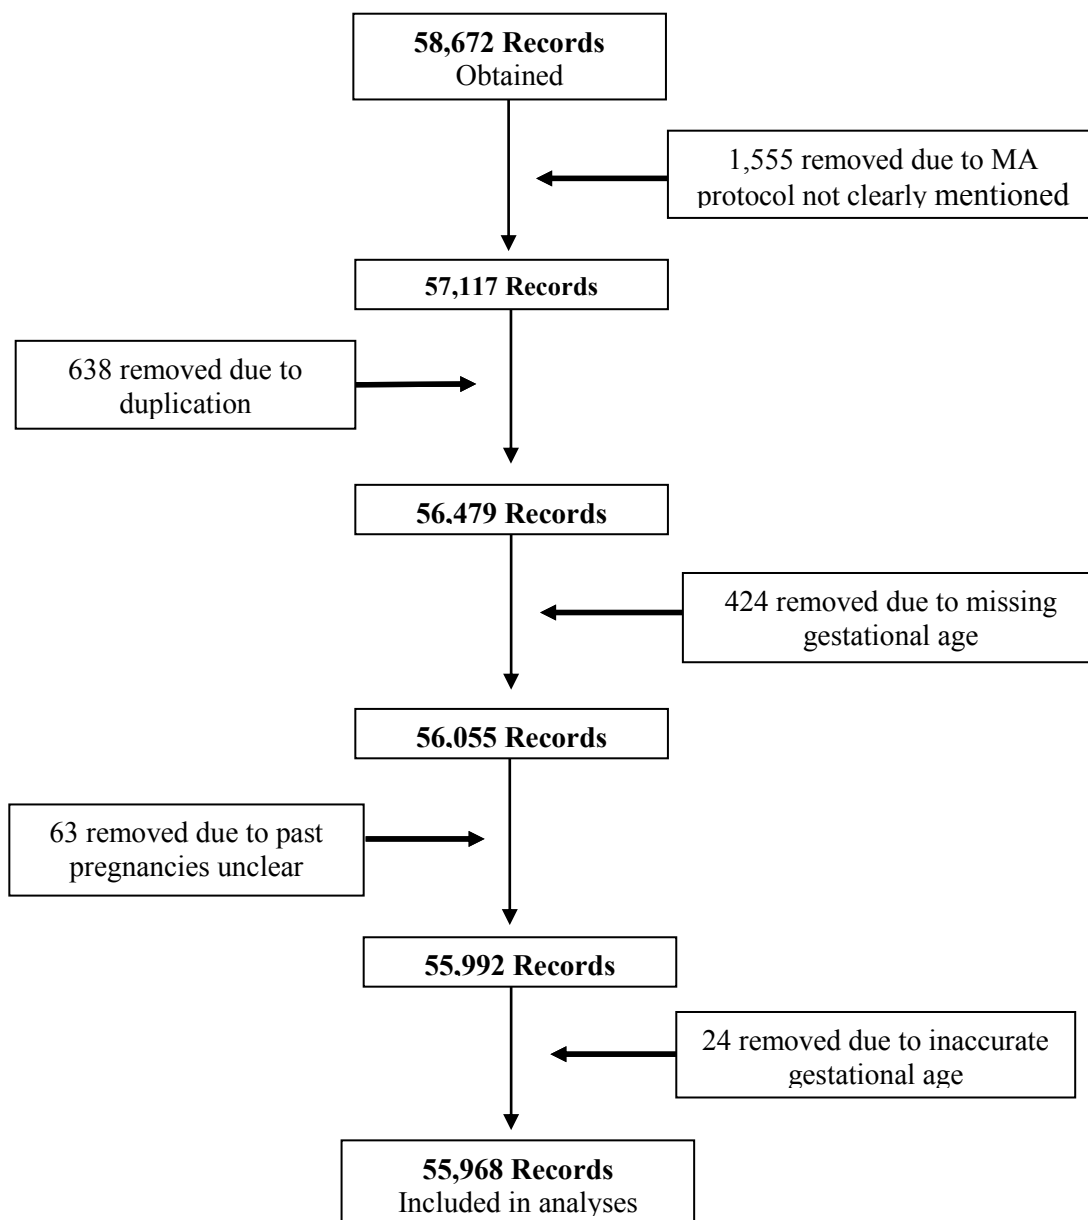 58,672 Records
Obtained
1,555 removed due to MA
protocol not clearly mentioned
57,117 Records
638 removed due to
duplication
56,479 Records
424 removed due to missing
gestational age
56,055 Records
63 removed due to past
pregnancies unclear
55,992 Records
24 removed due to inaccurate
gestational age
55,968 Records
Included in analyses